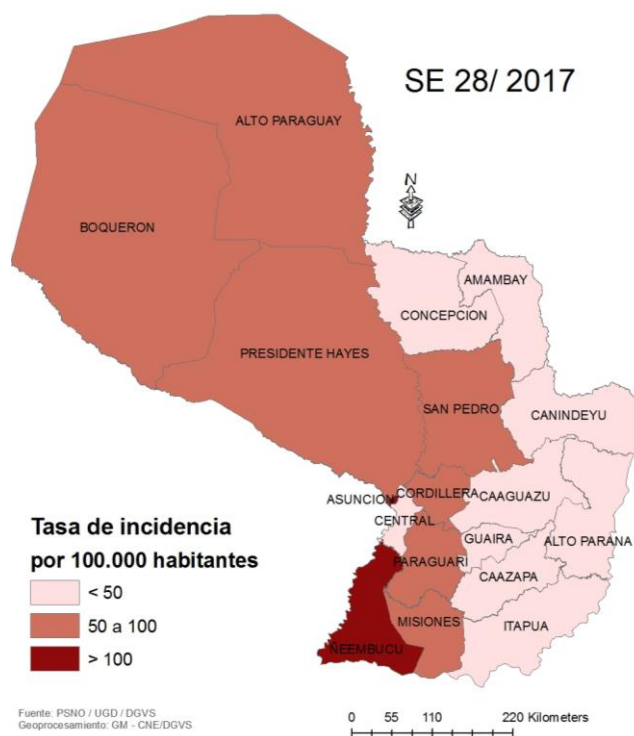 SE 28/ 2017
N
ALTO PARAGUAY
BOQUERON
AMAMBAY
CONCEPCION
PRESIDENTE HAYES
SAN PEDRO
CANINDEYU
ASUNCION
CORDILLERA
CAAGUAZU
CENTRAL
GUAIRA
ALTO PARANA
PARAGUARI
CAAZAPA
MISIONES
ITAPUA
ÑEEMBUCU
Tasa de incidencia
por 100.000 habitantes
< 50
50 a 100
> 100
Fuente: PSNO / UGD / DGVS
Geoprocesamiento: GM - CNE/DGVS
0 55 110 220 Kilometers